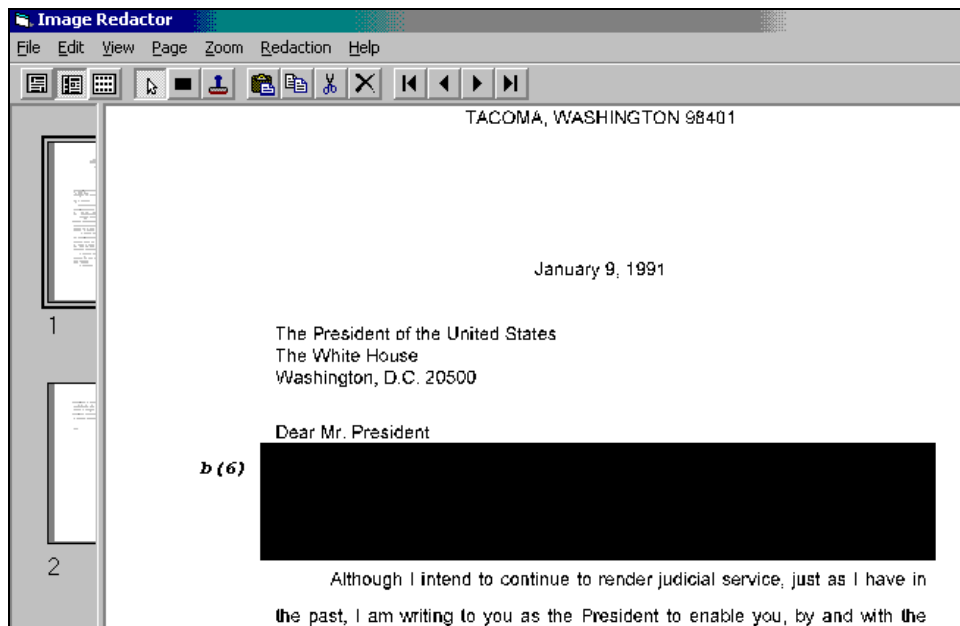 Image Redactor
File Edit View Page Zoom Redaction Help
TACOMA, WASHINGTON 98401
January 9, 1991
1
The President of the United States
The White House
Washington, D.C. 20500
Dear Mr. President
b (6)
2
Although I intend to continue to render judicial service, just as I have in
the past, I am writing to you as the President to enable you, by and with the